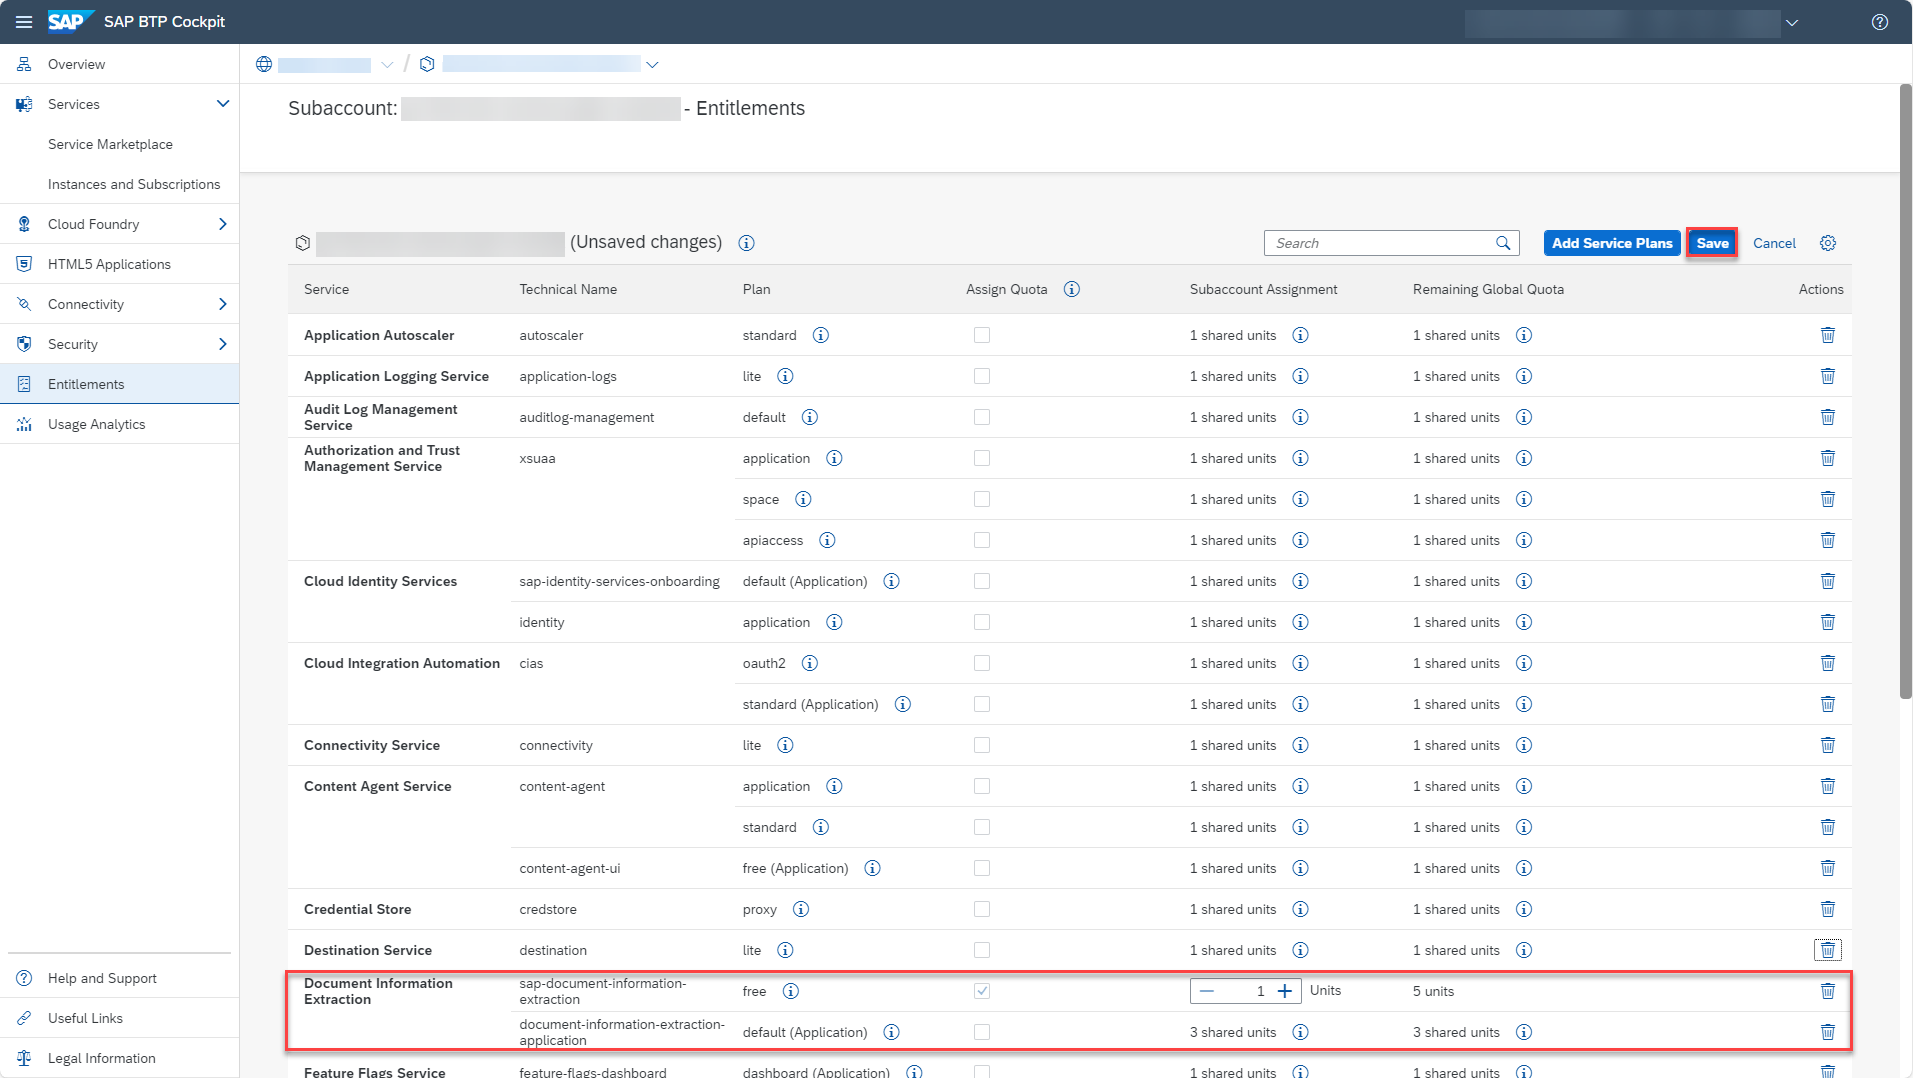 SAP SAP BTP Cockpit
Overview
Services
Service Marketplace
Instances and Subscriptions
Cloud Foundry
HTML5 Applications
Connectivity
Security
Entitlements
Usage Analytics
Help and Support
Useful Links
Legal Information
/
Subaccount: - Entitlements
(Unsaved changes) Search Add Service Plans Save Cancel
Service Technical Name Plan Assign Quota Subaccount Assignment Remaining Global Quota Actions
Application Autoscaler autoscaler standard 1 shared units 1 shared units
Application Logging Service application-logs lite 1 shared units 1 shared units
Audit Log Management
Service auditlog-management default 1 shared units 1 shared units
Authorization and Trust
Management Service xsuaa application 1 shared units 1 shared units
space 1 shared units 1 shared units
apiaccess 1 shared units 1 shared units
Cloud Identity Services sap-identity-services-onboarding default (Application) 1 shared units 1 shared units
identity application 1 shared units 1 shared units
Cloud Integration Automation cias oauth2 1 shared units 1 shared units
standard (Application) 1 shared units 1 shared units
Connectivity Service connectivity lite 1 shared units 1 shared units
Content Agent Service content-agent application 1 shared units 1 shared units
standard 1 shared units 1 shared units
content-agent-ui free (Application) 1 shared units 1 shared units
Credential Store credstore proxy 1 shared units 1 shared units
Destination Service destination lite 1 shared units 1 shared units
Document Information sap-document-information-
Extraction extraction free 1 Units 5 units
document-information-extraction-
application default (Application) 3 shared units 3 shared units
Feature Flags Service feature-flags-dashboard dashboard (Application) 1 shared units 1 shared units